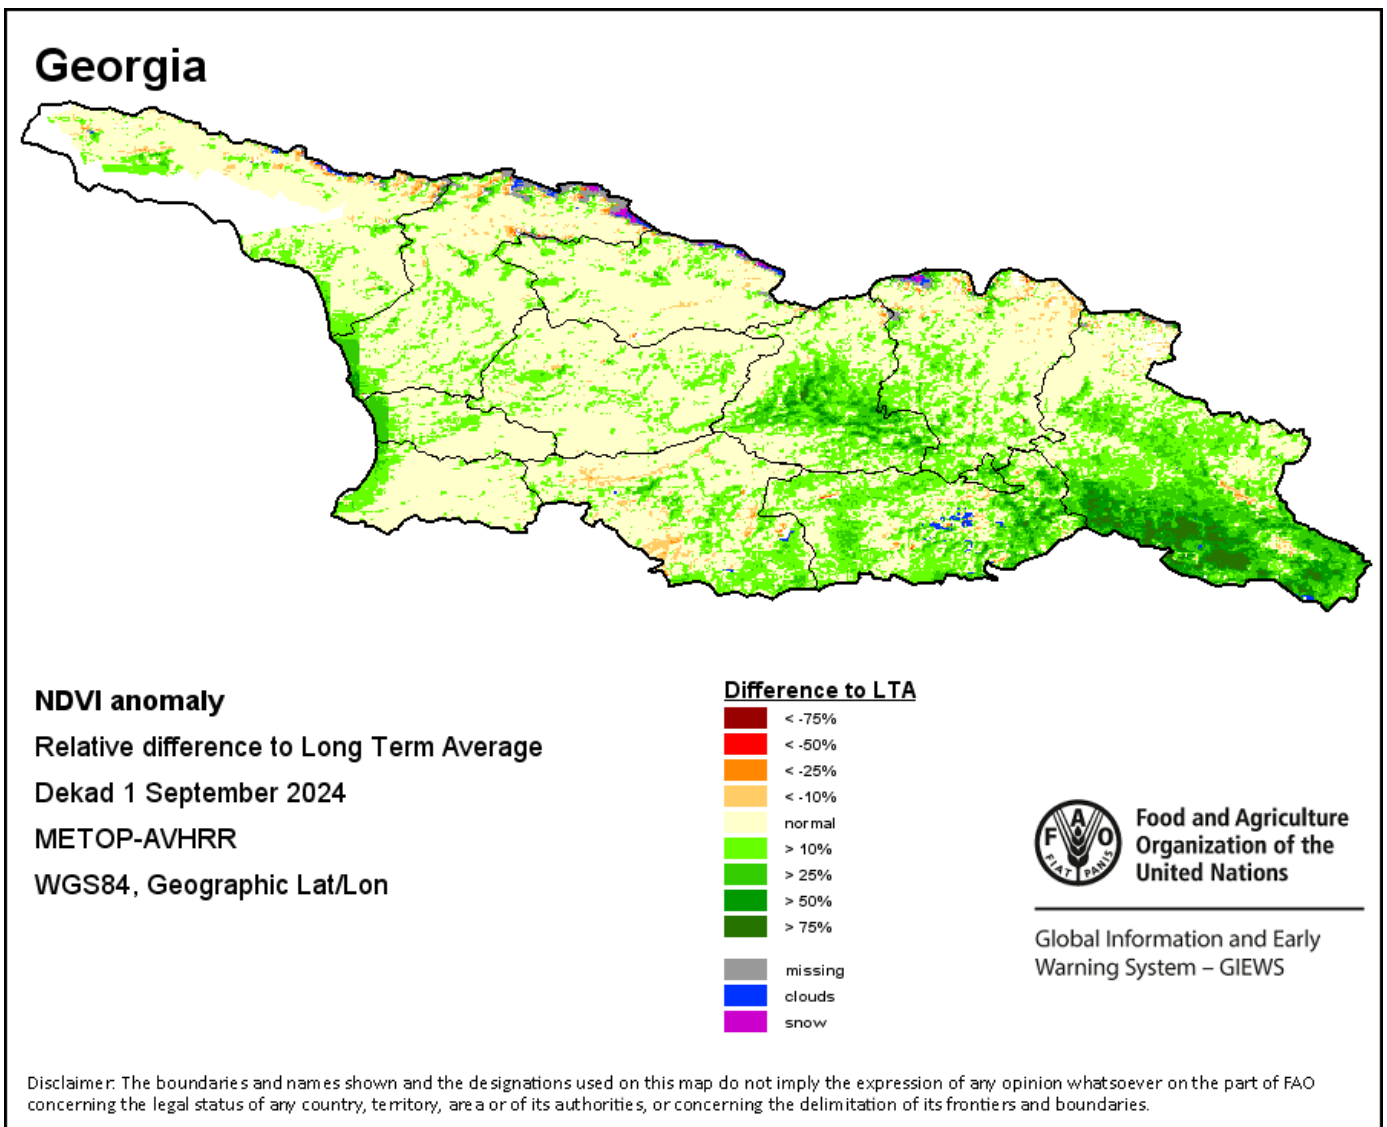 Georgia
NDVI anomaly
Relative difference to Long Term Average
Dekad 1 September 2024
METOP-AVHRR
WGS84, Geographic Lat/Lon
Difference to LTA
< -75%
< -50%
< -25%
< -10%
normal
> 10%
> 25%
> 50%
> 75%
missing
clouds
snow
F A O
FIAT PANIS
Food and Agriculture
Organization of the
United Nations
Global Information and Early
Warning System – GIEWS
Disclaimer: The boundaries and names shown and the designations used on this map do not imply the expression of any opinion whatsoever on the part of FAO
concerning the legal status of any country, territory, area or of its authorities, or concerning the delimitation of its frontiers and boundaries.